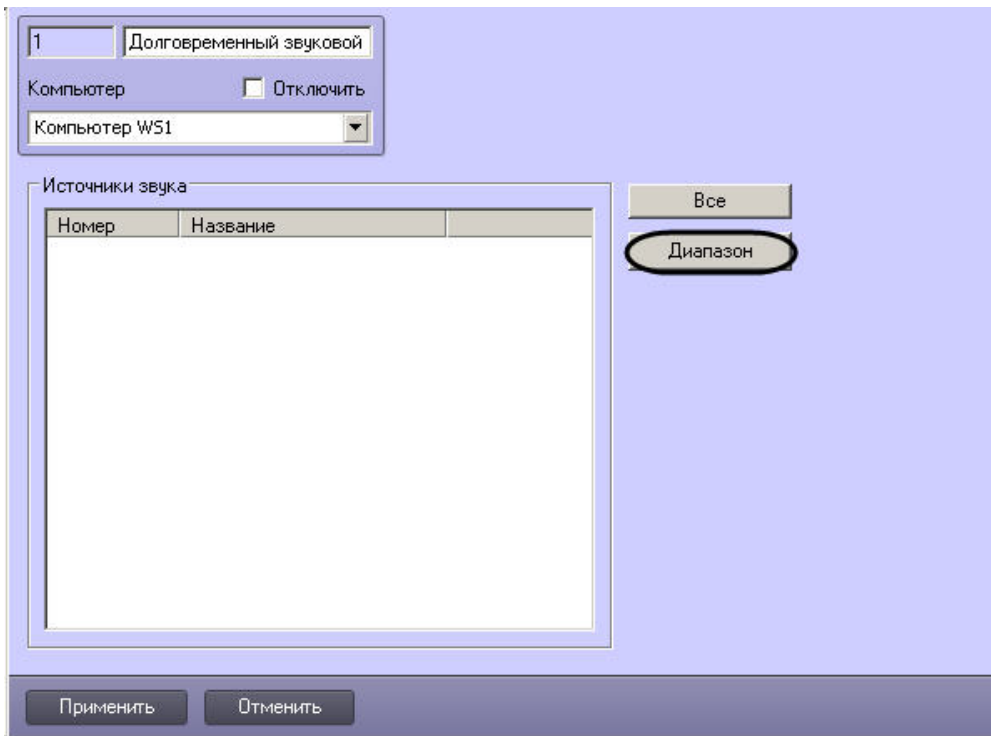 1 Долговременный звуковой
Компьютер Отключить
Компьютер WS1
Источники звука
Все
Номер Название
Диапазон
Применить Отменить